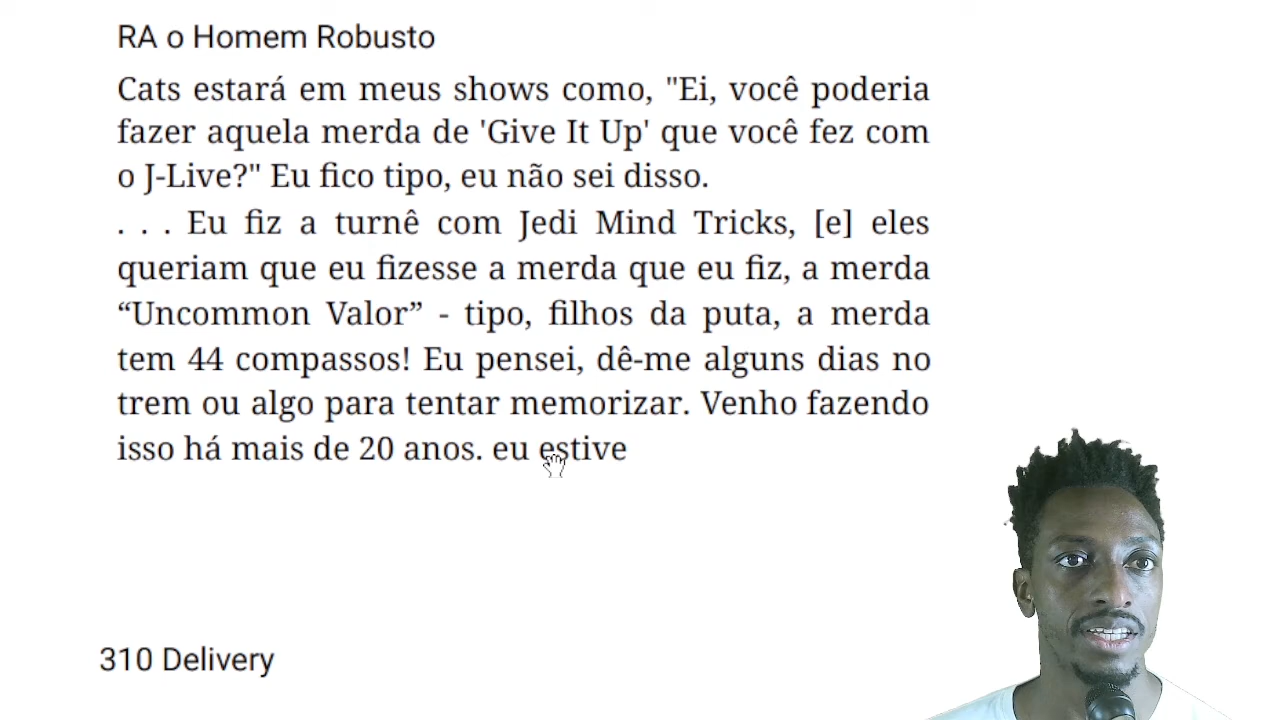 RA o Homem Robusto
Cats estará em meus shows como, "Ei, você poderia
fazer aquela merda de 'Give It Up' que você fez com
o J-Live?" Eu fico tipo, eu não sei disso.
. . . Eu fiz a turnê com Jedi Mind Tricks, [e] eles
queriam que eu fizesse a merda que eu fiz, a merda
“Uncommon Valor” - tipo, filhos da puta, a merda
tem 44 compassos! Eu pensei, dê-me alguns dias no
trem ou algo para tentar memorizar. Venho fazendo
isso há mais de 20 anos. eu estive
310 Delivery